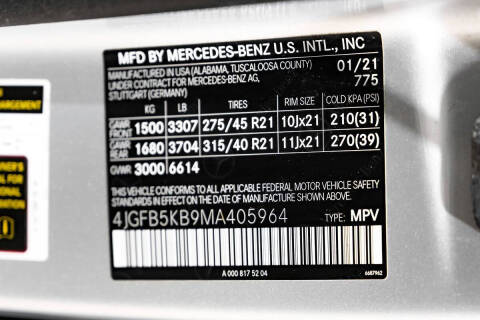 MFD BY MERCEDES-BENZ U.S. INTL., INC
MANUFACTURED IN USA (ALABAMA, TUSCALOOSA COUNTY) 01/21
UNDER CONTRACT FOR MERCEDES-BENZ AG, 775
STUTTGART (GERMANY)
KG LB TIRES RIM SIZE COLD KPA (PSI)
GAWR FRONT 1500 3307 275/45 R21 10Jx21 210(31)
GAWR REAR 1680 3704 315/40 R21 11Jx21 270(39)
GVWR 3000 6614
THIS VEHICLE CONFORMS TO ALL APPLICABLE FEDERAL MOTOR VEHICLE SAFETY
STANDARDS IN EFFECT ON THE DATE OF MANUFACTURE SHOWN ABOVE.
4JGFB5KB9MA405964 TYPE: MPV
A 000 817 52 04 6687962